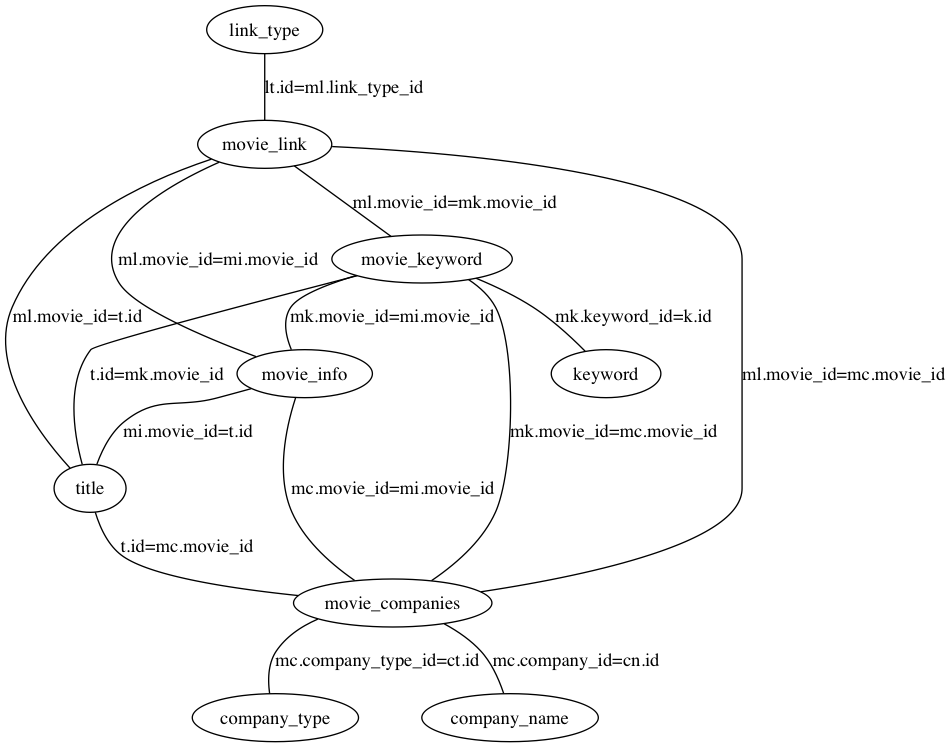 link_type
lt.id=ml.link_type_id
movie_link
ml.movie_id=mk.movie_id
ml.movie_id=mi.movie_id
movie_keyword
ml.movie_id=t.id
mk.movie_id=mi.movie_id
mk.keyword_id=k.id
t.id=mk.movie_id
movie_info
keyword
ml.movie_id=mc.movie_id
mi.movie_id=t.id
mk.movie_id=mc.movie_id
title
mc.movie_id=mi.movie_id
t.id=mc.movie_id
movie_companies
mc.company_type_id=ct.id
mc.company_id=cn.id
company_type
company_name